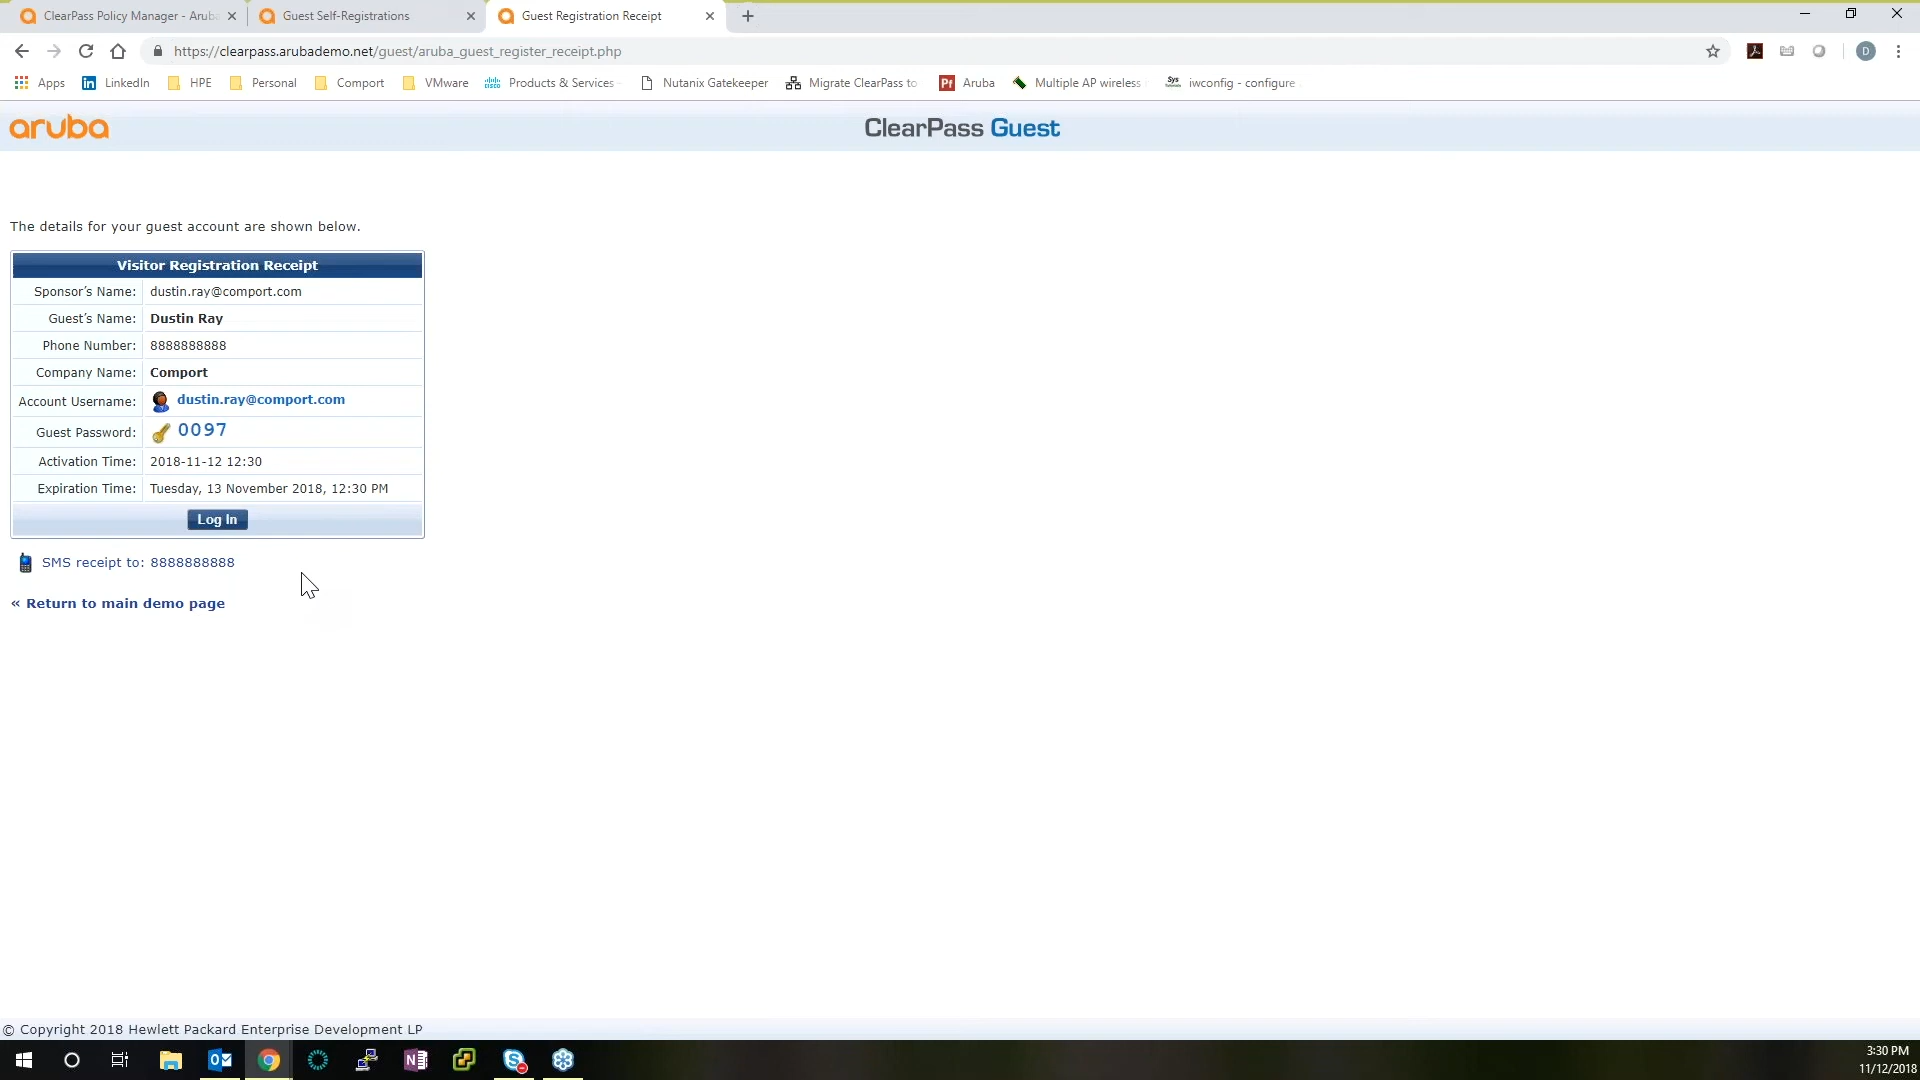 ClearPass Policy Manager - Aruba
Guest Self-Registrations
Guest Registration Receipt
https://clearpass.arubademo.net/guest/aruba_guest_register_receipt.php
D
Apps
LinkedIn
HPE
Personal
Comport
VMware
Products & Services
Nutanix Gatekeeper
Migrate ClearPass to
Aruba
Multiple AP wireless
iwconfig - configure
aruba
ClearPass Guest
The details for your guest account are shown below.
Visitor Registration Receipt
Sponsor's Name: dustin.ray@comport.com
Guest's Name: Dustin Ray
Phone Number: 8888888888
Company Name: Comport
Account Username: dustin.ray@comport.com
Guest Password: 0097
Activation Time: 2018-11-12 12:30
Expiration Time: Tuesday, 13 November 2018, 12:30 PM
Log In
SMS receipt to: 8888888888
« Return to main demo page
© Copyright 2018 Hewlett Packard Enterprise Development LP
3:30 PM
11/12/2018